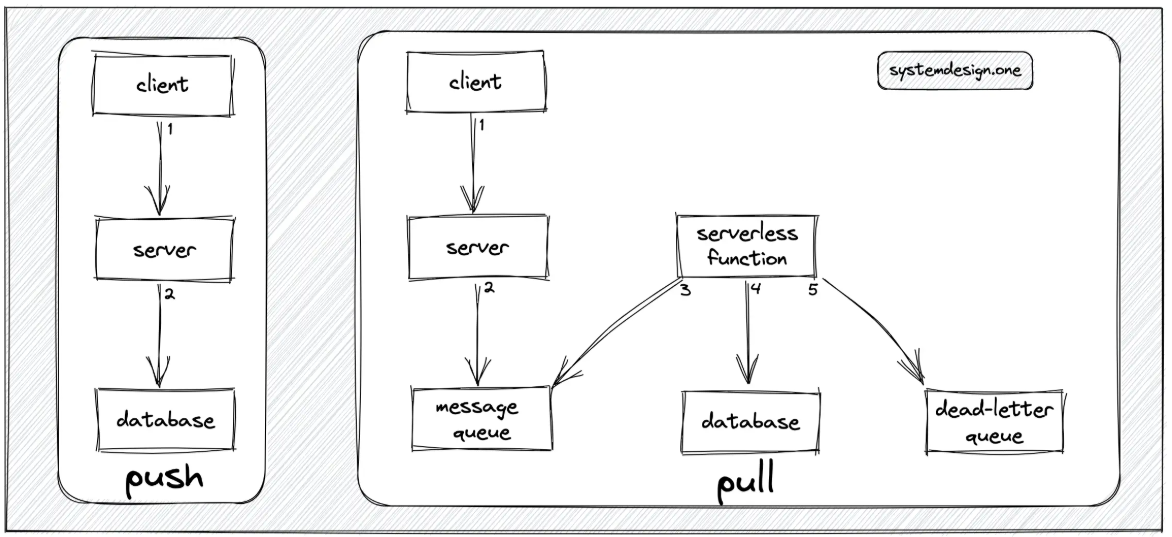 client
1
server
2
database
push
systemdesign.one
client
1
server
2
message
queue
serverless
function
3
4
5
database
dead-letter
queue
pull